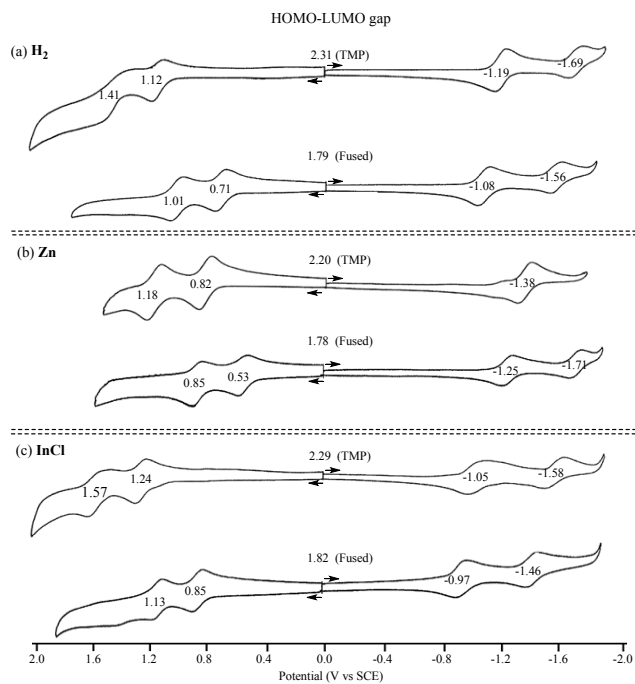 HOMO-LUMO gap
(a) H2
2.31 (TMP)
1.41
1.12
-1.19
-1.69
1.79 (Fused)
1.01
0.71
-1.08
-1.56
(b) Zn
2.20 (TMP)
1.18
0.82
-1.38
1.78 (Fused)
0.85
0.53
-1.25
-1.71
(c) InCl
2.29 (TMP)
1.57
1.24
-1.05
-1.58
1.82 (Fused)
1.13
0.85
-0.97
-1.46
2.0 1.6 1.2 0.8 0.4 0.0 -0.4 -0.8 -1.2 -1.6 -2.0
Potential (V vs SCE)